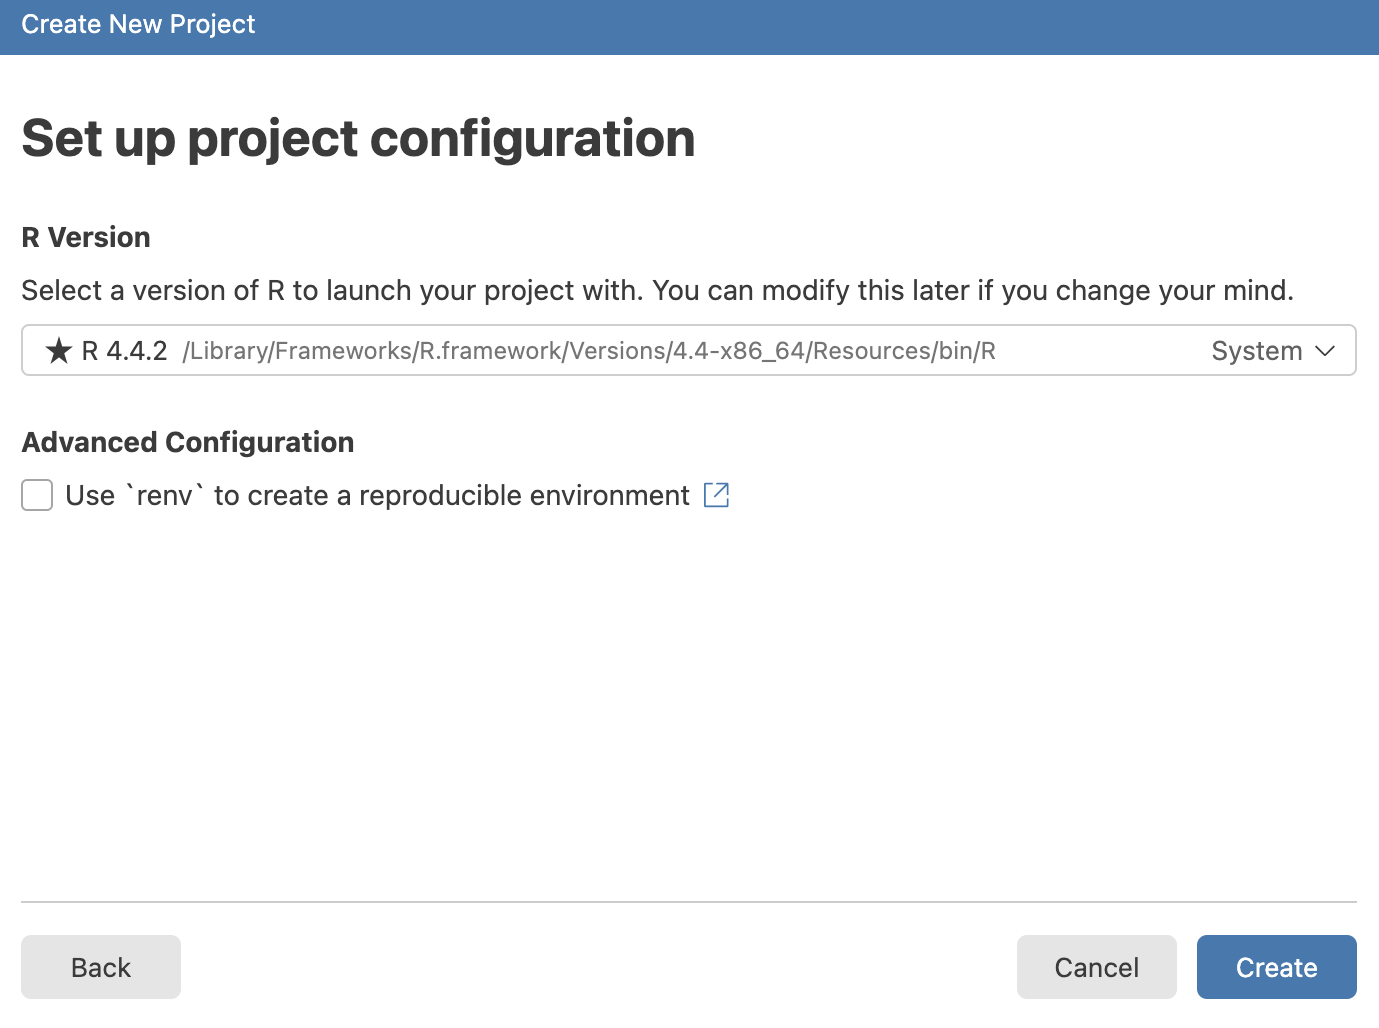 Create New Project
Set up project configuration
R Version
Select a version of R to launch your project with. You can modify this later if you change your mind.
★ R 4.4.2 /Library/Frameworks/R.framework/Versions/4.4-x86_64/Resources/bin/R System
Advanced Configuration
Use `renv` to create a reproducible environment
Back Cancel Create